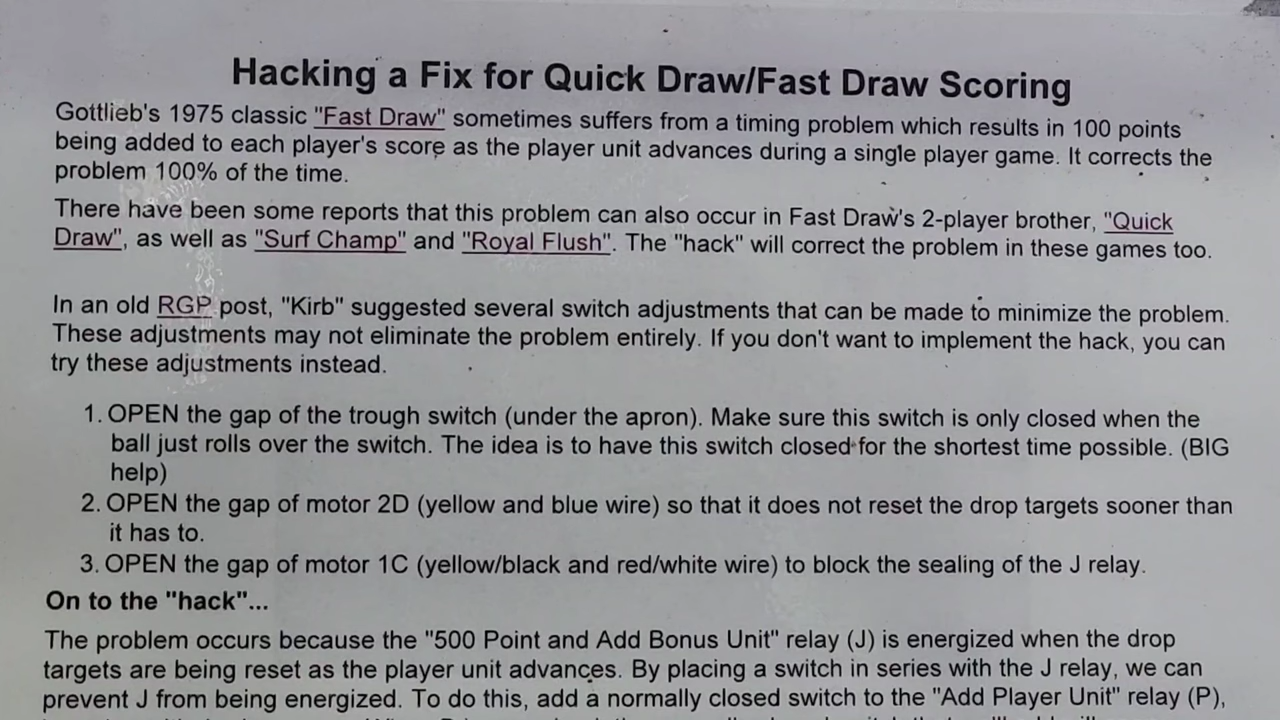 Hacking a Fix for Quick Draw/Fast Draw Scoring
Gottlieb's 1975 classic "Fast Draw" sometimes suffers from a timing problem which results in 100 points
being added to each player's score as the player unit advances during a single player game. It corrects the
problem 100% of the time.
There have been some reports that this problem can also occur in Fast Draw's 2-player brother, "Quick
Draw", as well as "Surf Champ" and "Royal Flush". The "hack" will correct the problem in these games too.
In an old RGP post, "Kirb" suggested several switch adjustments that can be made to minimize the problem.
These adjustments may not eliminate the problem entirely. If you don't want to implement the hack, you can
try these adjustments instead.
1. OPEN the gap of the trough switch (under the apron). Make sure this switch is only closed when the
ball just rolls over the switch. The idea is to have this switch closed for the shortest time possible. (BIG
help)
2. OPEN the gap of motor 2D (yellow and blue wire) so that it does not reset the drop targets sooner than
it has to.
3. OPEN the gap of motor 1C (yellow/black and red/white wire) to block the sealing of the J relay.
On to the "hack"...
The problem occurs because the "500 Point and Add Bonus Unit" relay (J) is energized when the drop
targets are being reset as the player unit advances. By placing a switch in series with the J relay, we can
prevent J from being energized. To do this, add a normally closed switch to the "Add Player Unit" relay (P),